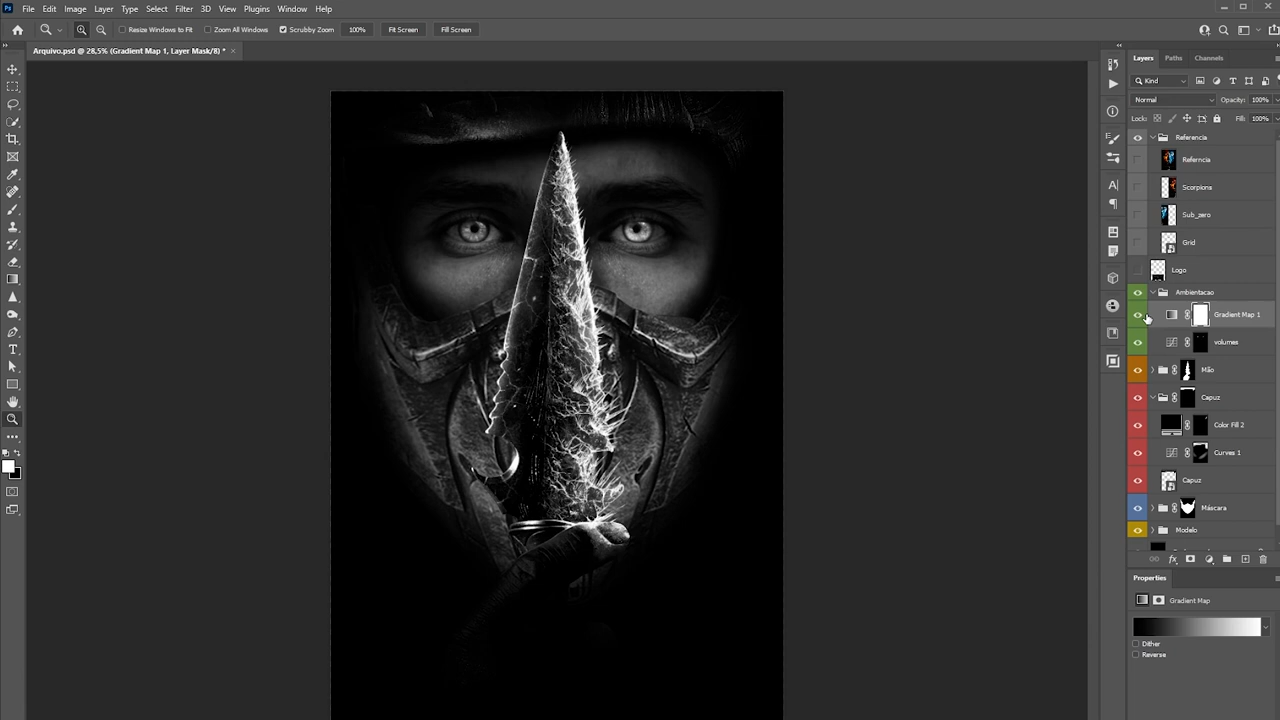 Ps File Edit Image Layer Type Select Filter 3D View Plugins Window Help
Resize Windows to Fit Zoom All Windows Scrubby Zoom 100% Fit Screen Fill Screen
Arquivo.psd @ 28,5% (Gradient Map 1, Layer Mask/8) * ×
Layers Paths Channels
Kind
Normal Opacity: 100%
Lock: Fill: 100%
Referencia
Referncia
Scorpions
Sub_zero
Grid
Logo
Ambientacao
Gradient Map 1
volumes
Mão
Capuz
Color Fill 2
Curves 1
Capuz
Máscara
Modelo
Properties
Gradient Map
Dither
Reverse